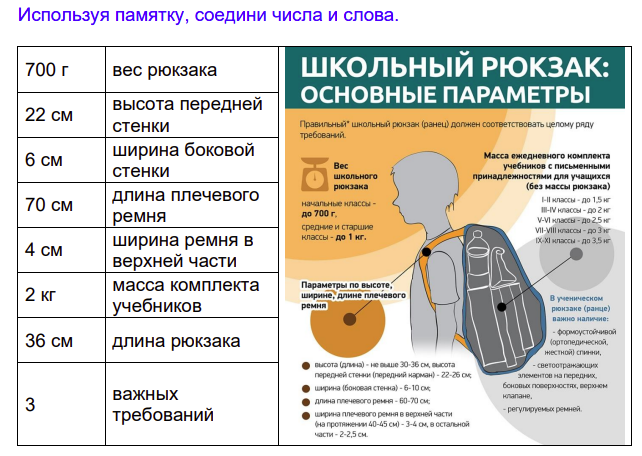 Используя памятку, соедини числа и слова.
700 г
вес рюкзака
22 см
высота передней
стенки
6 см
ширина боковой
стенки
70 см
длина плечевого
ремня
4 см
ширина ремня в
верхней части
2 кг
масса комплекта
учебников
36 см
длина рюкзака
3
важных
требований
ШКОЛЬНЫЙ РЮКЗАК:
ОСНОВНЫЕ ПАРАМЕТРЫ
Правильный* школьный рюкзак (ранец) должен соответствовать целому ряду
требований.
Вес
школьного
рюкзака
начальные классы -
до 700 г,
средние и старшие
классы - до 1 кг.
Масса ежедневного комплекта
учебников с письменными
принадлежностями для учащихся
(без массы рюкзака)
I-II классы - до 1,5 кг
III-IV классы - до 2 кг
V-VI классы - до 2,5 кг
VII-VIII классы - до 3 кг
IX-XI классы - до 3,5 кг
Параметры по высоте,
ширине, длине плечевого
ремня
высота (длина) - не выше 30-36 см, высота
передней стенки (передний карман) - 22-26 см;
ширина (боковая стенка) - 6-10 см;
длина плечевого ремня - 60-70 см;
ширина плечевого ремня в верхней части
(на протяжении 40-45 см) - 3-4 см, в остальной
части - 2-2,5 см.
В ученическом
рюкзаке (ранце)
важно наличие:
- формоустойчивой
(ортопедической,
жесткой) спинки,
- светоотражающих
элементов на передних,
боковых поверхностях, верхнем
клапане,
- регулируемых ремней.